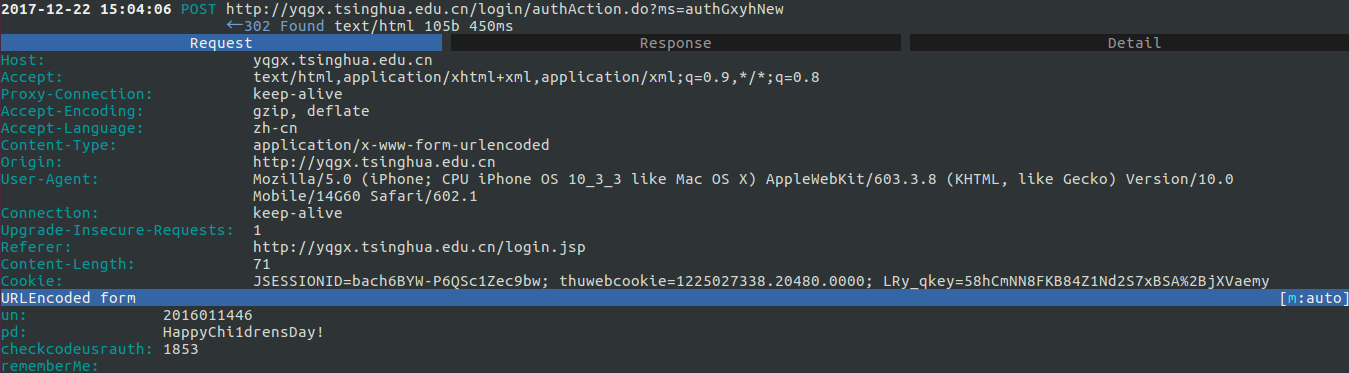 2017-12-22 15:04:06 POST http://yqgx.tsinghua.edu.cn/login/authAction.do?ms=authGxyhNew
←302 Found text/html 105b 450ms
Request Response Detail
Host: yqgx.tsinghua.edu.cn
Accept: text/html,application/xhtml+xml,application/xml;q=0.9,*/*;q=0.8
Proxy-Connection: keep-alive
Accept-Encoding: gzip, deflate
Accept-Language: zh-cn
Content-Type: application/x-www-form-urlencoded
Origin: http://yqgx.tsinghua.edu.cn
User-Agent: Mozilla/5.0 (iPhone; CPU iPhone OS 10_3_3 like Mac OS X) AppleWebKit/603.3.8 (KHTML, like Gecko) Version/10.0
Mobile/14G60 Safari/602.1
Connection: keep-alive
Upgrade-Insecure-Requests: 1
Referer: http://yqgx.tsinghua.edu.cn/login.jsp
Content-Length: 71
Cookie: JSESSIONID=bach6BYW-P6QSc1Zec9bw; thuwebcookie=1225027338.20480.0000; LRy_qkey=58hCmNN8FKB84Z1Nd2S7xBSA%2BjXVaemy
URLEncoded form [m:auto]
un: 2016011446
pd: HappyChi1drensDay!
checkcodeusrauth: 1853
rememberMe: